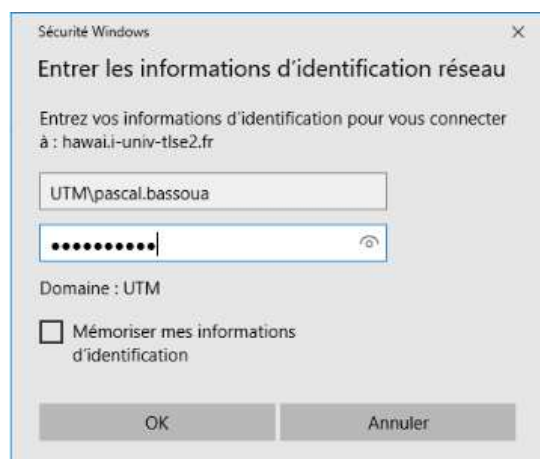 Sécurité Windows
Entrer les informations d'identification réseau
Entrez vos informations d'identification pour vous connecter
à : hawai.i-univ-tlse2.fr
UTM\pascal.bassoua
●●●●●●●●●●
Domaine : UTM
Mémoriser mes informations
d'identification
OK
Annuler